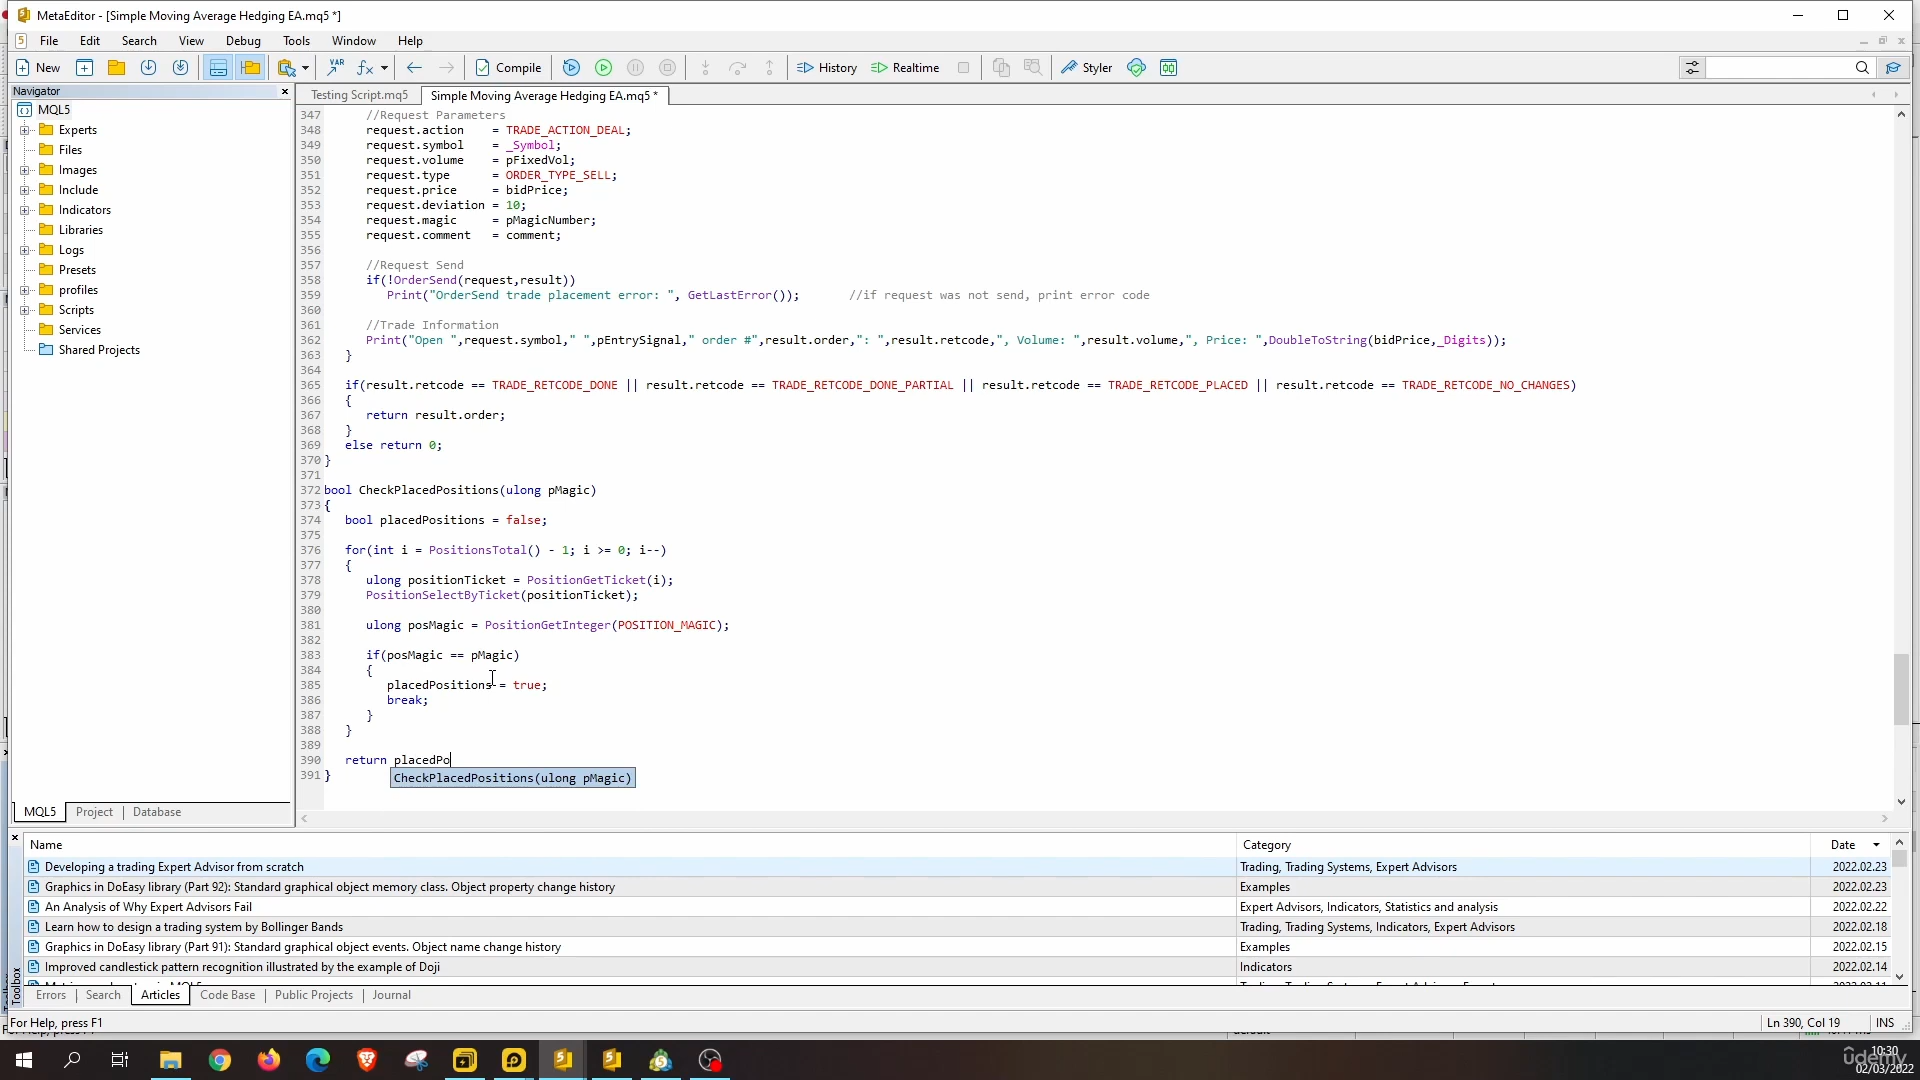 MetaEditor - [Simple Moving Average Hedging EA.mq5 *]
File Edit Search View Debug Tools Window Help
New VAR fx Compile History Realtime Styler
Navigator
Testing Script.mq5 Simple Moving Average Hedging EA.mq5 *
MQL5
Experts
Files
Images
Include
Indicators
Libraries
Logs
Presets
profiles
Scripts
Services
Shared Projects
MQL5 Project Database
347 //Request Parameters
348 request.action = TRADE_ACTION_DEAL;
349 request.symbol = _Symbol;
350 request.volume = pFixedVol;
351 request.type = ORDER_TYPE_SELL;
352 request.price = bidPrice;
353 request.deviation = 10;
354 request.magic = pMagicNumber;
355 request.comment = comment;
356
357 //Request Send
358 if(!OrderSend(request,result))
359 Print("OrderSend trade placement error: ", GetLastError()); //if request was not send, print error code
360
361 //Trade Information
362 Print("Open ",request.symbol," ",pEntrySignal," order #",result.order,": ",result.retcode,", Volume: ",result.volume,", Price: ",DoubleToString(bidPrice,_Digits));
363 }
364
365 if(result.retcode == TRADE_RETCODE_DONE || result.retcode == TRADE_RETCODE_DONE_PARTIAL || result.retcode == TRADE_RETCODE_PLACED || result.retcode == TRADE_RETCODE_NO_CHANGES)
366 {
367 return result.order;
368 }
369 else return 0;
370 }
371
372 bool CheckPlacedPositions(ulong pMagic)
373 {
374 bool placedPositions = false;
375
376 for(int i = PositionsTotal() - 1; i >= 0; i--)
377 {
378 ulong positionTicket = PositionGetTicket(i);
379 PositionSelectByTicket(positionTicket);
380
381 ulong posMagic = PositionGetInteger(POSITION_MAGIC);
382
383 if(posMagic == pMagic)
384 {
385 placedPositions = true;
386 break;
387 }
388 }
389
390 return placedPo
391 }
CheckPlacedPositions(ulong pMagic)
Name Category Date
Developing a trading Expert Advisor from scratch Trading, Trading Systems, Expert Advisors 2022.02.23
Graphics in DoEasy library (Part 92): Standard graphical object memory class. Object property change history Examples 2022.02.23
An Analysis of Why Expert Advisors Fail Expert Advisors, Indicators, Statistics and analysis 2022.02.22
Learn how to design a trading system by Bollinger Bands Trading, Trading Systems, Indicators, Expert Advisors 2022.02.18
Graphics in DoEasy library (Part 91): Standard graphical object events. Object name change history Examples 2022.02.15
Improved candlestick pattern recognition illustrated by the example of Doji Indicators 2022.02.14
Toolbox
Errors Search Articles Code Base Public Projects Journal
For Help, press F1 Ln 390, Col 19 INS
10:30
02/03/2022
ûdemy